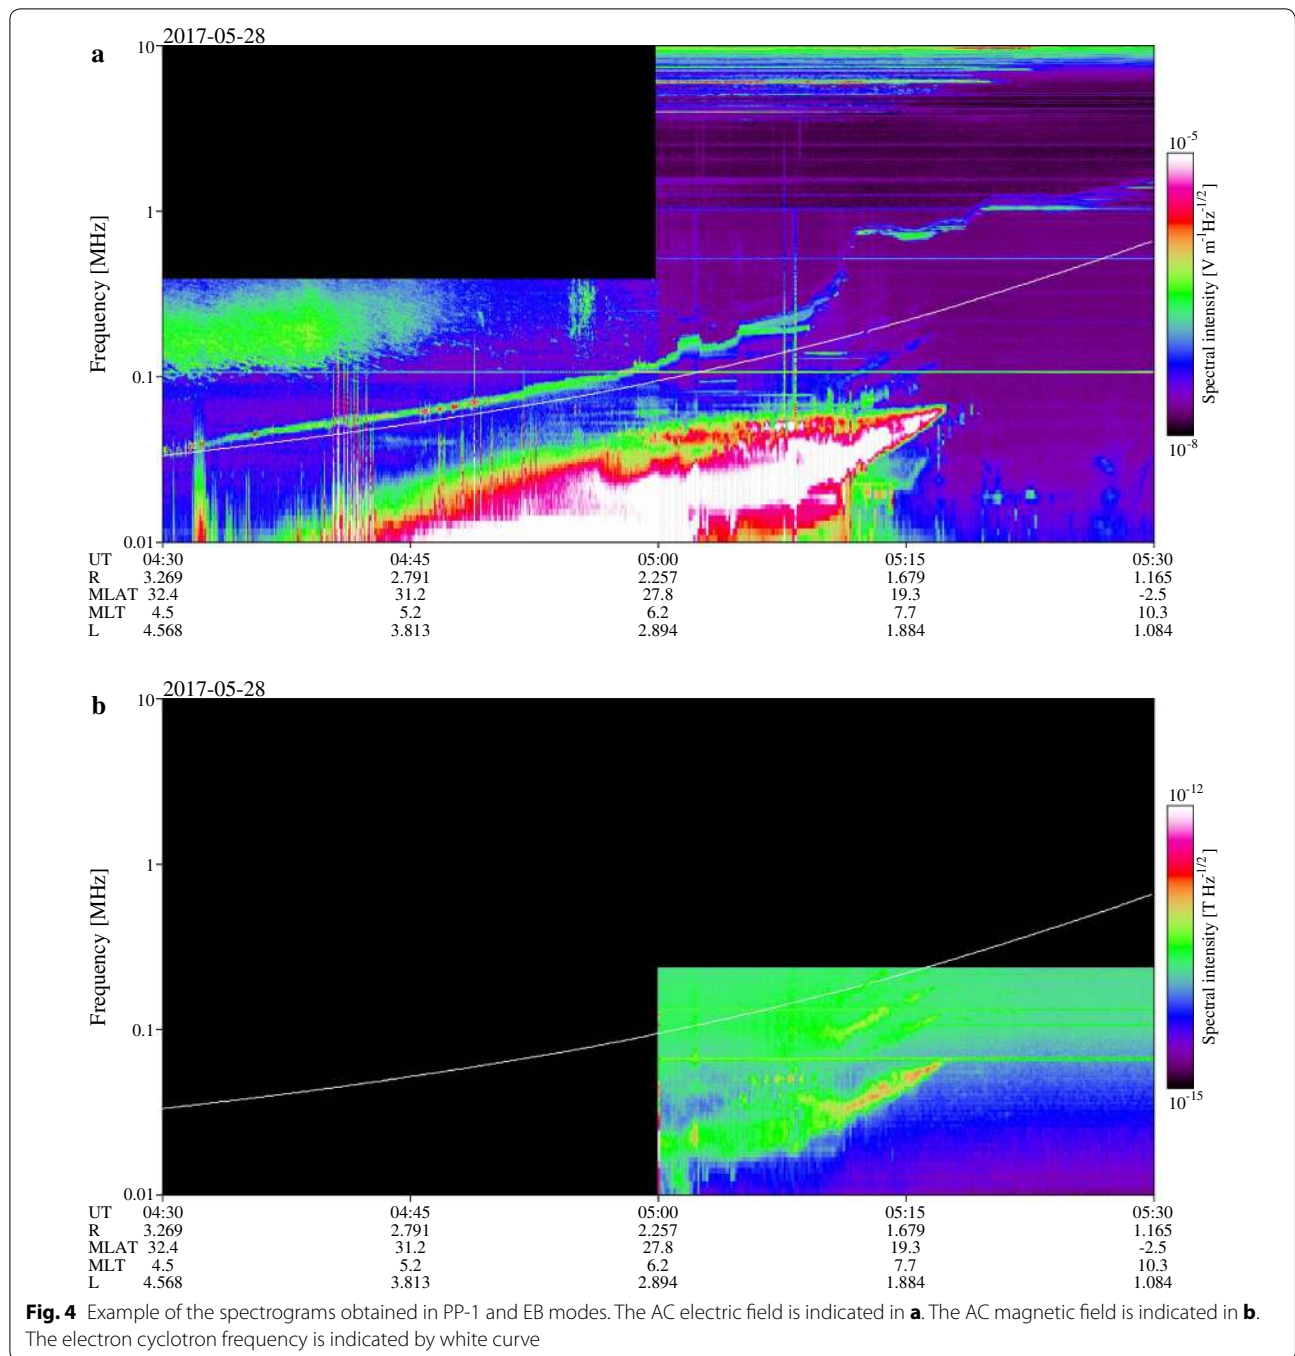 a
2017-05-28
10
1
0.1
0.01
Frequency [MHz]
10-5
10-8
Spectral intensity [V m-1Hz-1/2]
UT 04:30 04:45 05:00 05:15 05:30
R 3.269 2.791 2.257 1.679 1.165
MLAT 32.4 31.2 27.8 19.3 -2.5
MLT 4.5 5.2 6.2 7.7 10.3
L 4.568 3.813 2.894 1.884 1.084
b
2017-05-28
10
1
0.1
0.01
Frequency [MHz]
10-12
10-15
Spectral intensity [T Hz-1/2]
UT 04:30 04:45 05:00 05:15 05:30
R 3.269 2.791 2.257 1.679 1.165
MLAT 32.4 31.2 27.8 19.3 -2.5
MLT 4.5 5.2 6.2 7.7 10.3
L 4.568 3.813 2.894 1.884 1.084
Fig. 4 Example of the spectrograms obtained in PP-1 and EB modes. The AC electric field is indicated in a. The AC magnetic field is indicated in b.
The electron cyclotron frequency is indicated by white curve